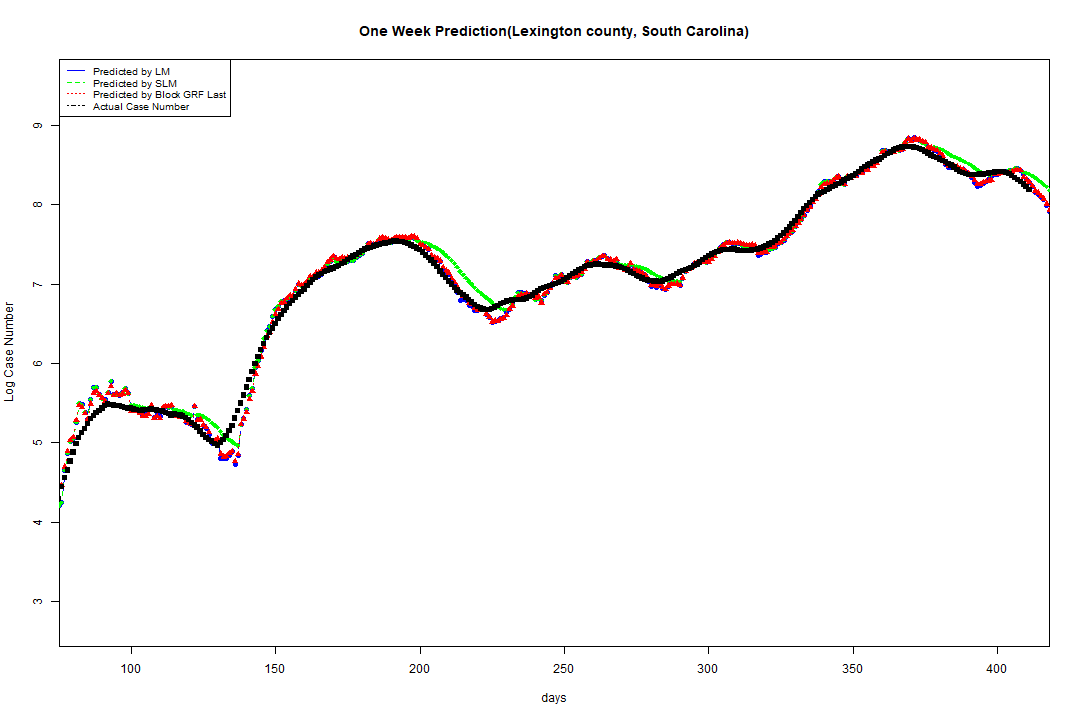 One Week Prediction(Lexington county, South Carolina)
Predicted by LM
Predicted by SLM
Predicted by Block GRF Last
Actual Case Number
9
8
7
6
5
4
3
Log Case Number
100 150 200 250 300 350 400
days